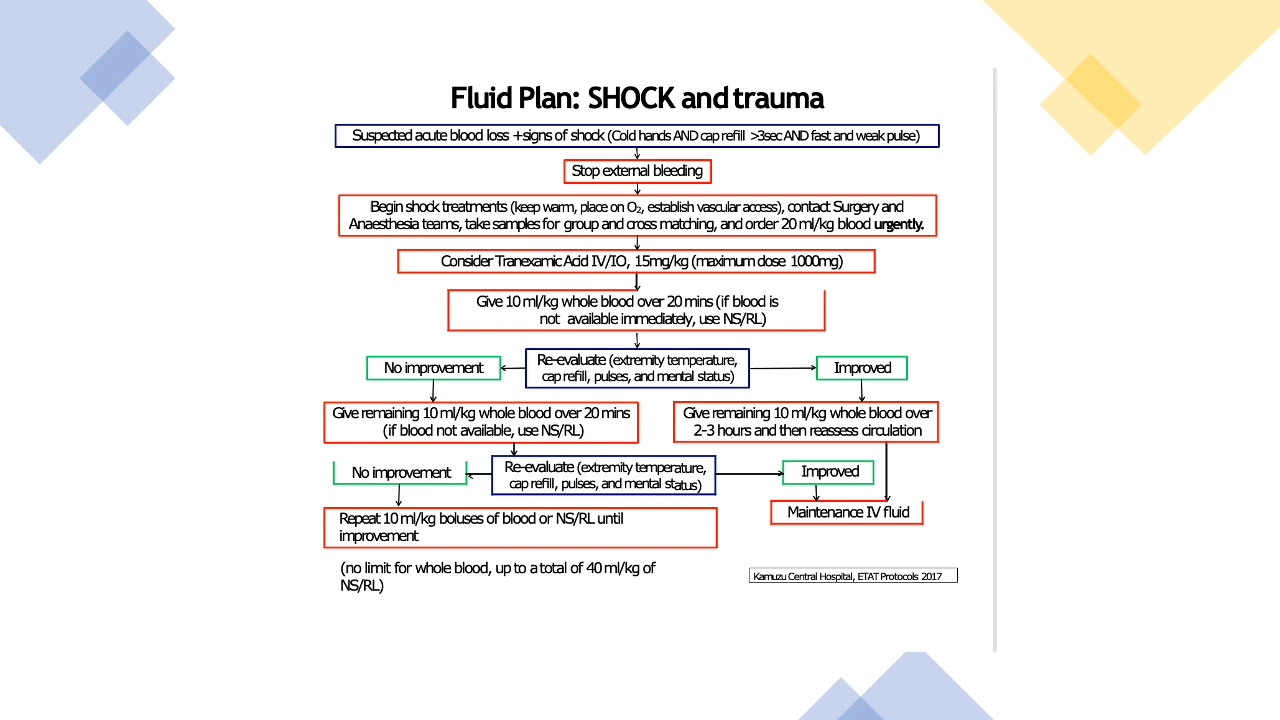 Fluid Plan: SHOCK and trauma
Suspected acute blood loss + signs of shock (Cold hands AND cap refill >3sec AND fast and weak pulse)
Stop external bleeding
Begin shock treatments (keep warm, place on O₂, establish vascular access), contact Surgery and
Anaesthesia teams, take samples for group and cross matching, and order 20 ml/kg blood urgently.
Consider Tranexamic Acid IV/IO, 15mg/kg (maximum dose 1000mg)
Give 10 ml/kg whole blood over 20 mins (if blood is
not available immediately, use NS/RL)
No improvement
Re-evaluate (extremity temperature,
cap refill, pulses, and mental status)
Improved
Give remaining 10 ml/kg whole blood over 20 mins
(if blood not available, use NS/RL)
Give remaining 10 ml/kg whole blood over
2-3 hours and then reassess circulation
No improvement
Re-evaluate (extremity temperature,
cap refill, pulses, and mental status)
Improved
Maintenance IV fluid
Repeat 10 ml/kg boluses of blood or NS/RL until
improvement
(no limit for whole blood, up to a total of 40 ml/kg of
NS/RL)
Kamuzu Central Hospital, ETAT Protocols 2017